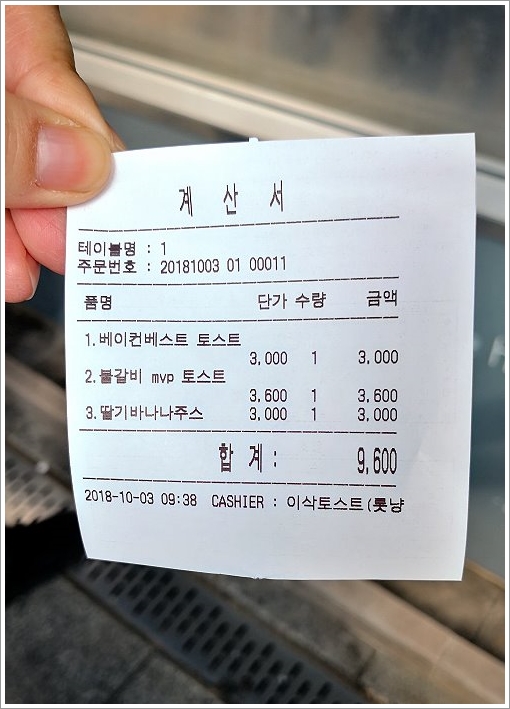 계 산 서
테이블명 : 1
주문번호 : 20181003 01 00011
품명 단가 수량 금액
1.베이컨베스트 토스트
3,000 1 3,000
2.불갈비 mvp 토스트
3,600 1 3,600
3.딸기바나나주스 3,000 1 3,000
합 계 : 9,600
2018-10-03 09:38 CASHIER : 이삭토스트(롯냥